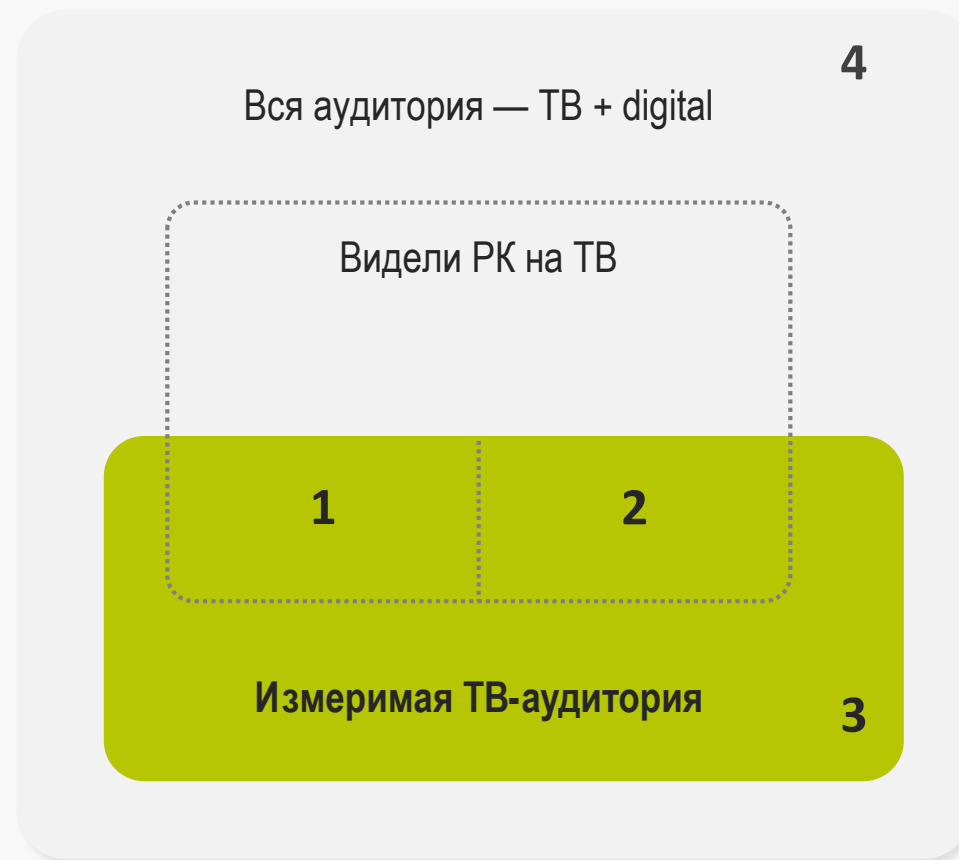 4
Вся аудитория — ТВ + digital
Видели РК на ТВ
1 2
Измеримая ТВ-аудитория
3